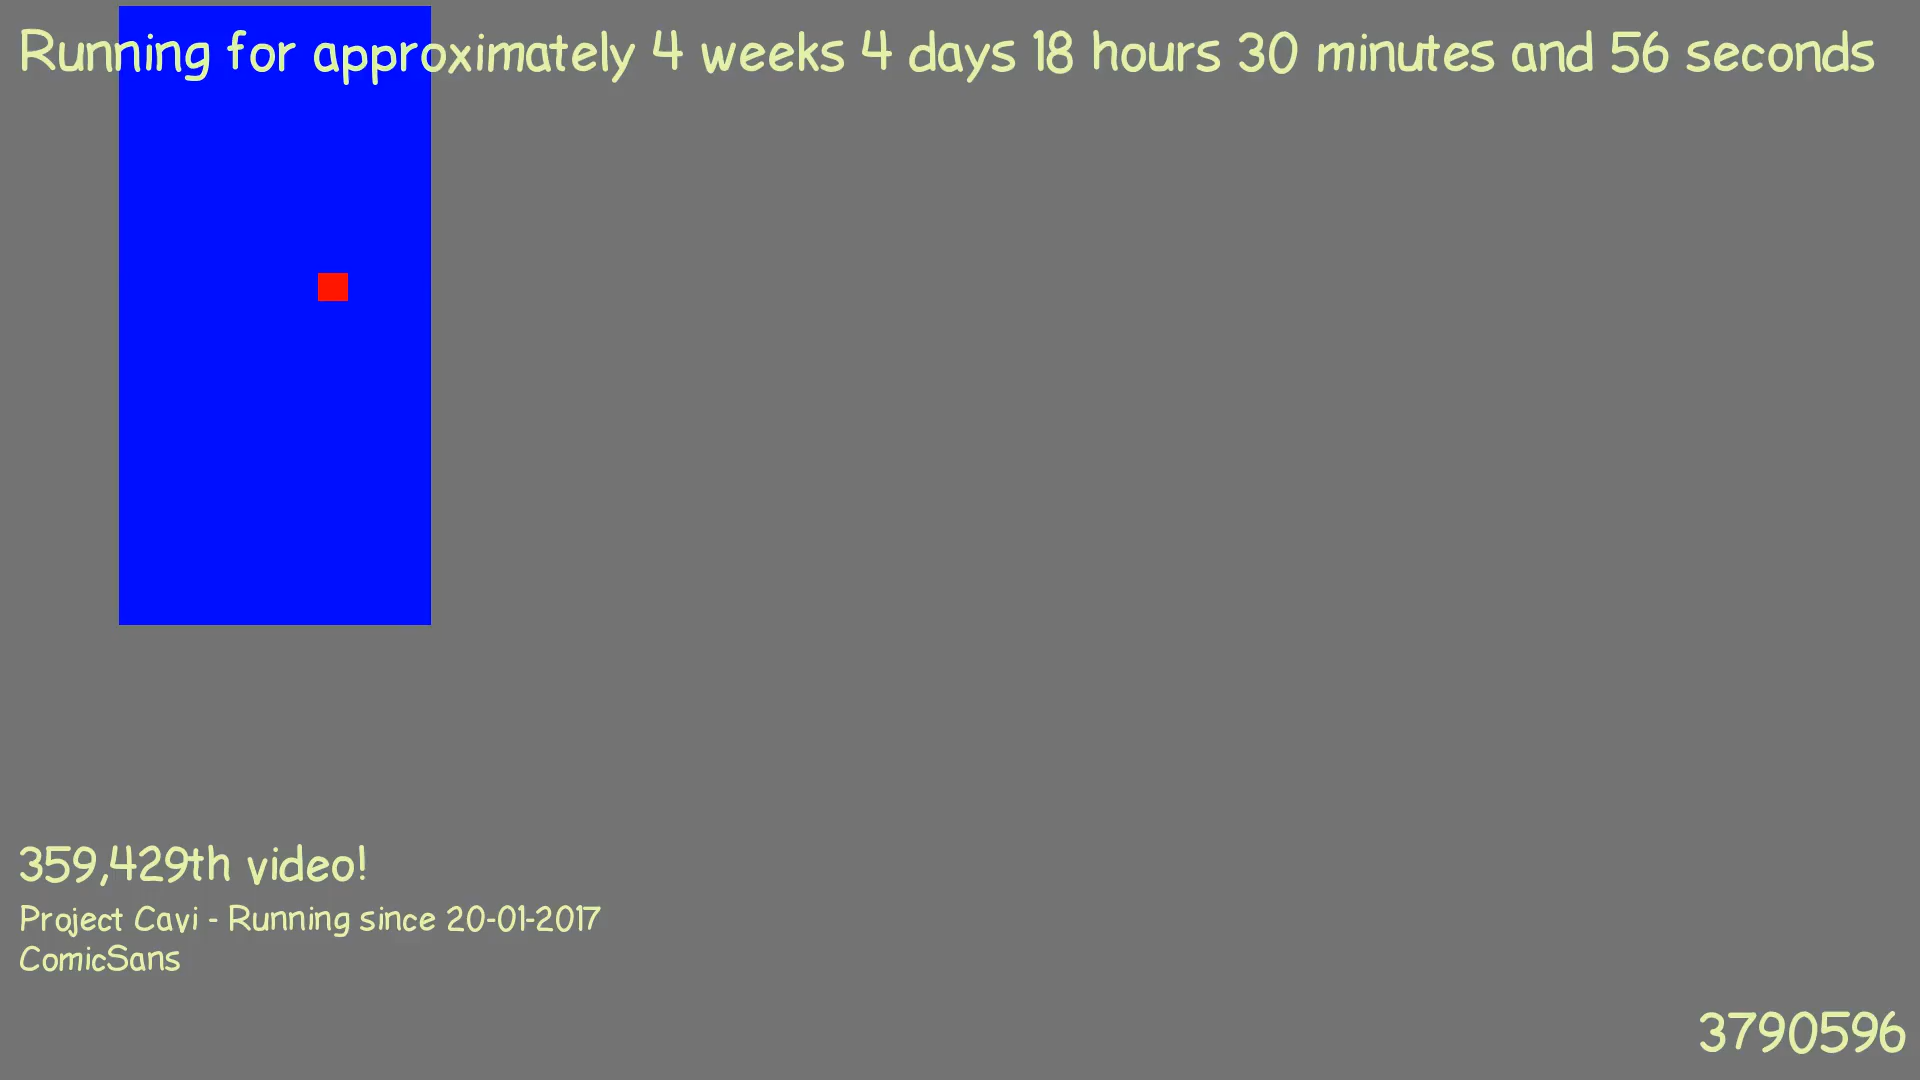 Running for approximately 4 weeks 4 days 18 hours 30 minutes and 56 seconds
359,429th video!
Project Cavi - Running since 20-01-2017
ComicSans
3790596